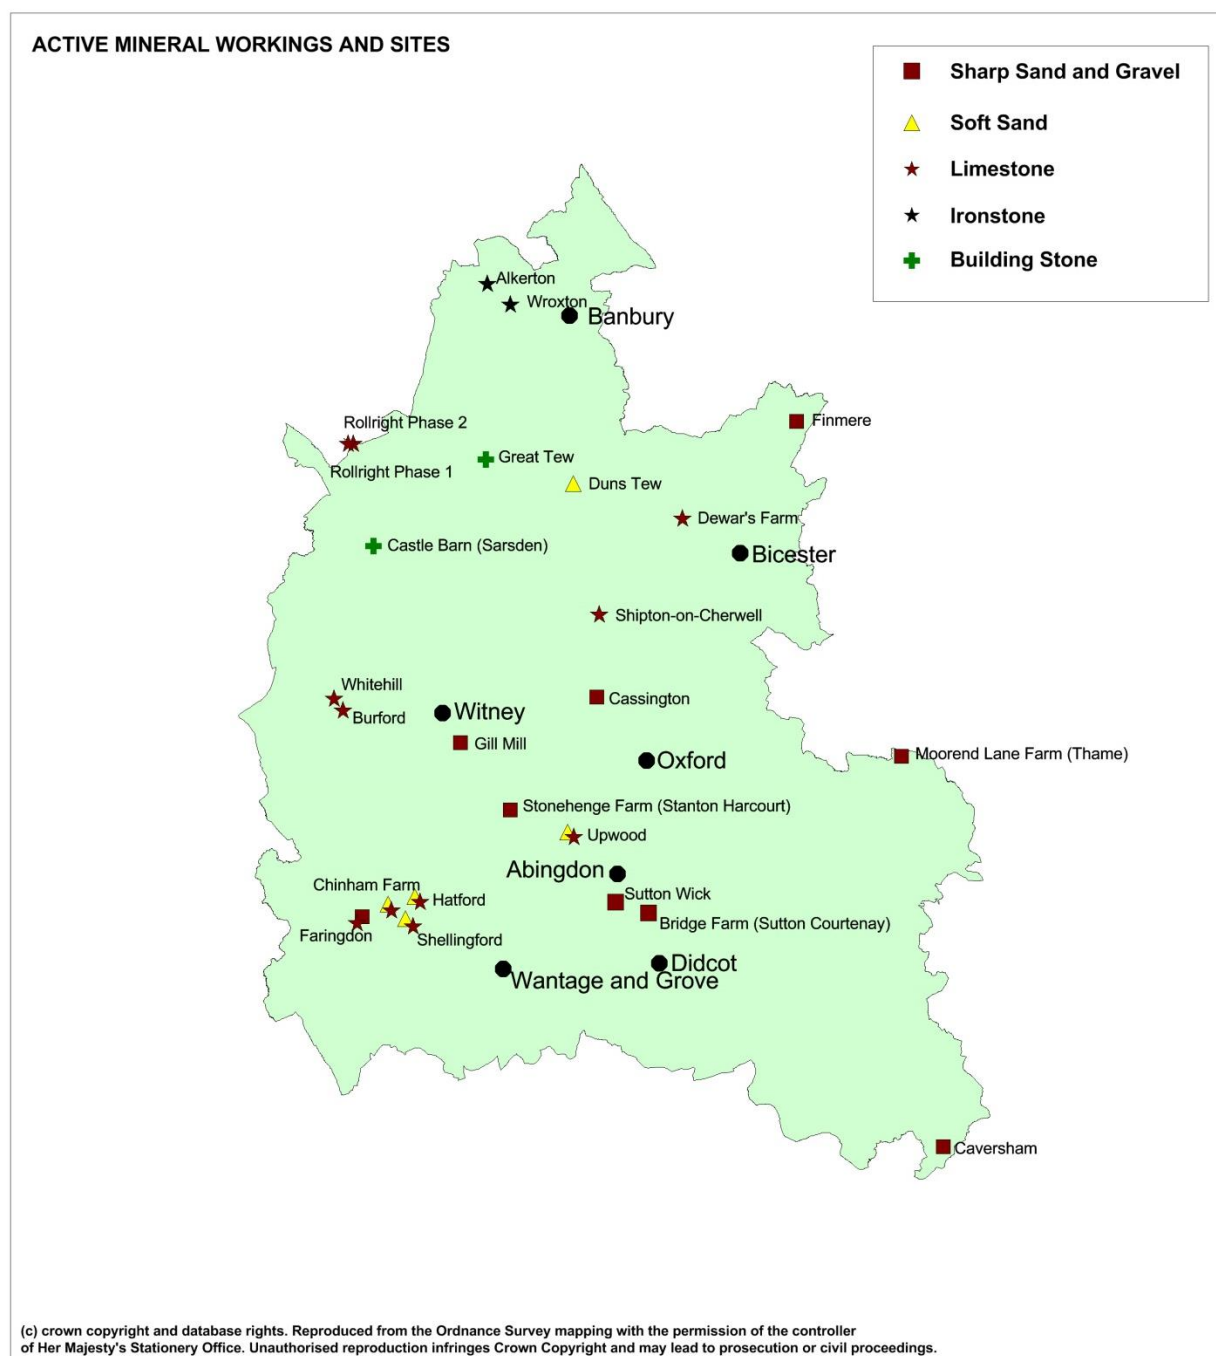 ACTIVE MINERAL WORKINGS AND SITES
Sharp Sand and Gravel
Soft Sand
Limestone
Ironstone
Building Stone
Alkerton
Wroxton
Banbury
Finmere
Rollright Phase 2
Rollright Phase 1
Great Tew
Duns Tew
Dewar's Farm
Castle Barn (Sarsden)
Bicester
Shipton-on-Cherwell
Whitehill
Burford
Witney
Cassington
Gill Mill
Oxford
Moorend Lane Farm (Thame)
Stonehenge Farm (Stanton Harcourt)
Upwood
Abingdon
Chinham Farm
Hatford
Sutton Wick
Faringdon
Shellingford
Bridge Farm (Sutton Courtenay)
Didcot
Wantage and Grove
Caversham
(c) crown copyright and database rights. Reproduced from the Ordnance Survey mapping with the permission of the controller
of Her Majesty's Stationery Office. Unauthorised reproduction infringes Crown Copyright and may lead to prosecution or civil proceedings.